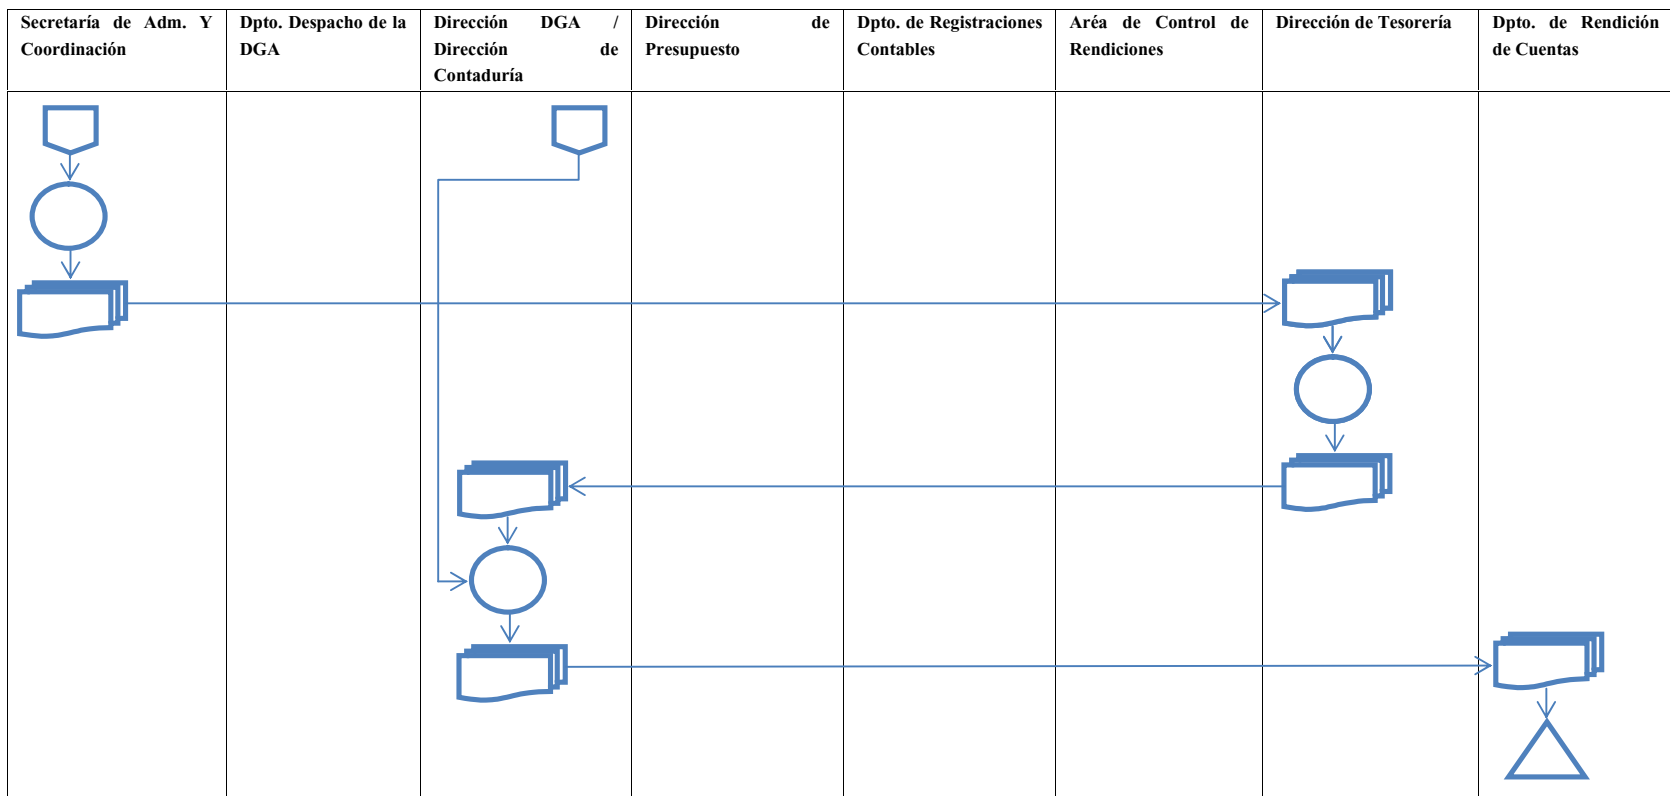 Secretaría de Adm. Y
Coordinación
Dpto. Despacho de la
DGA
Dirección DGA /
Dirección de
Contaduría
Dirección de
Presupuesto
Dpto. de Registraciones
Contables
Aréa de Control de
Rendiciones
Dirección de Tesorería
Dpto. de Rendición
de Cuentas